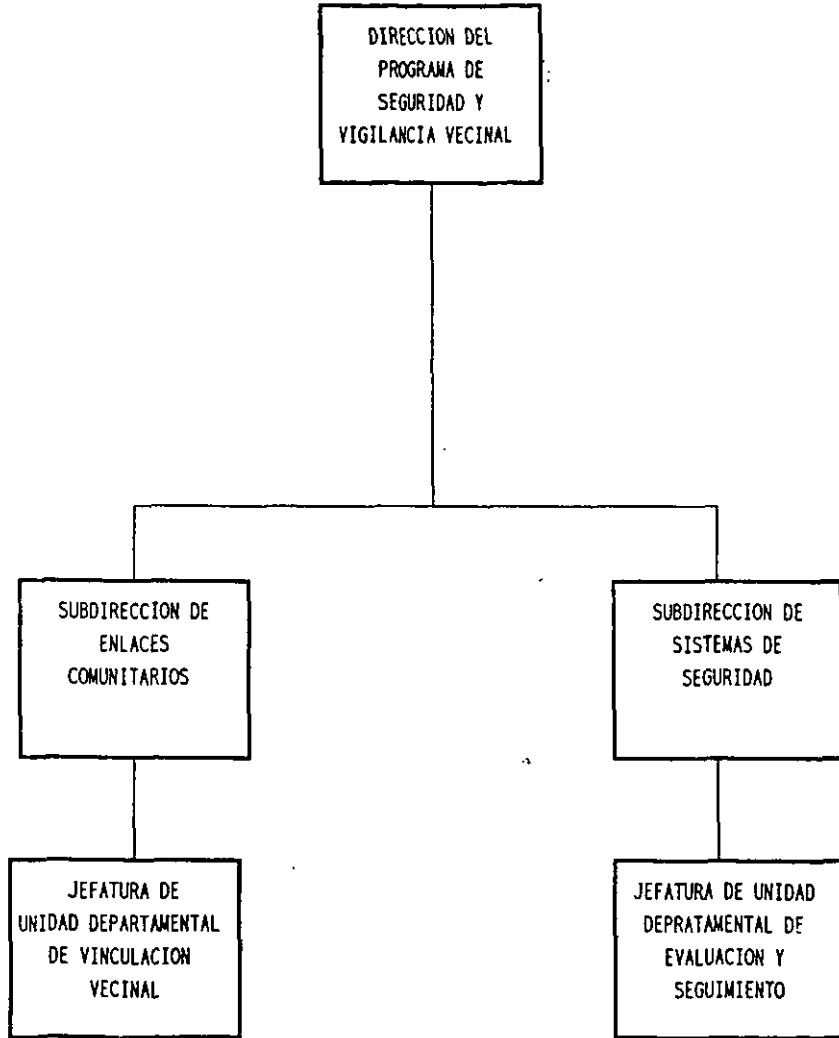 DIRECCION DEL
PROGRAMA DE
SEGURIDAD Y
VIGILANCIA VECINAL
SUBDIRECCION DE
ENLACES
COMUNITARIOS
SUBDIRECCION DE
SISTEMAS DE
SEGURIDAD
JEFATURA DE
UNIDAD DEPARTAMENTAL
DE VINCULACION
VECINAL
JEFATURA DE UNIDAD
DEPRATAMENTAL DE
EVALUACION Y
SEGUIMIENTO